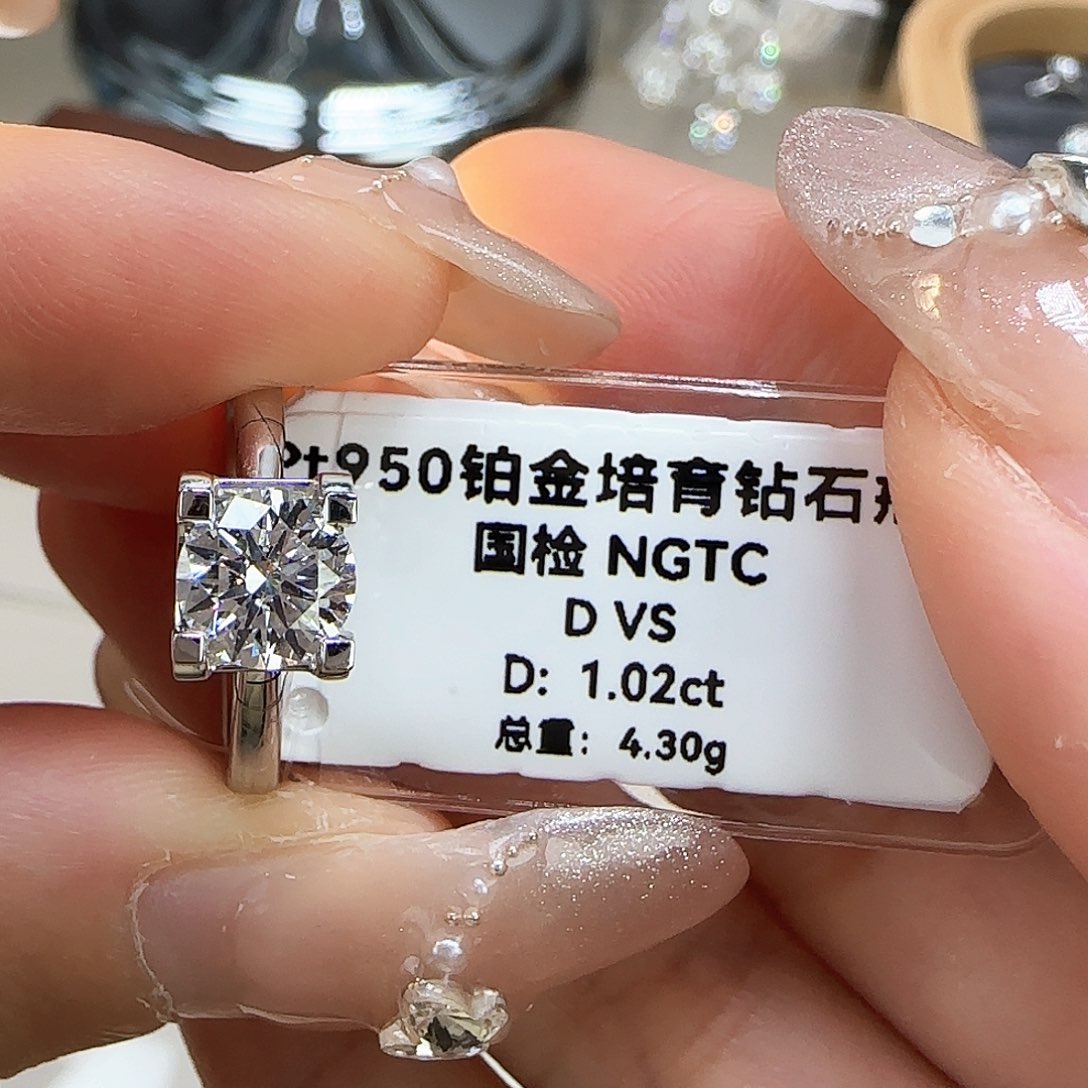 Pt950铂金培育钻石
国检 NGTC
D VS
D: 1.02ct
总重: 4.30g